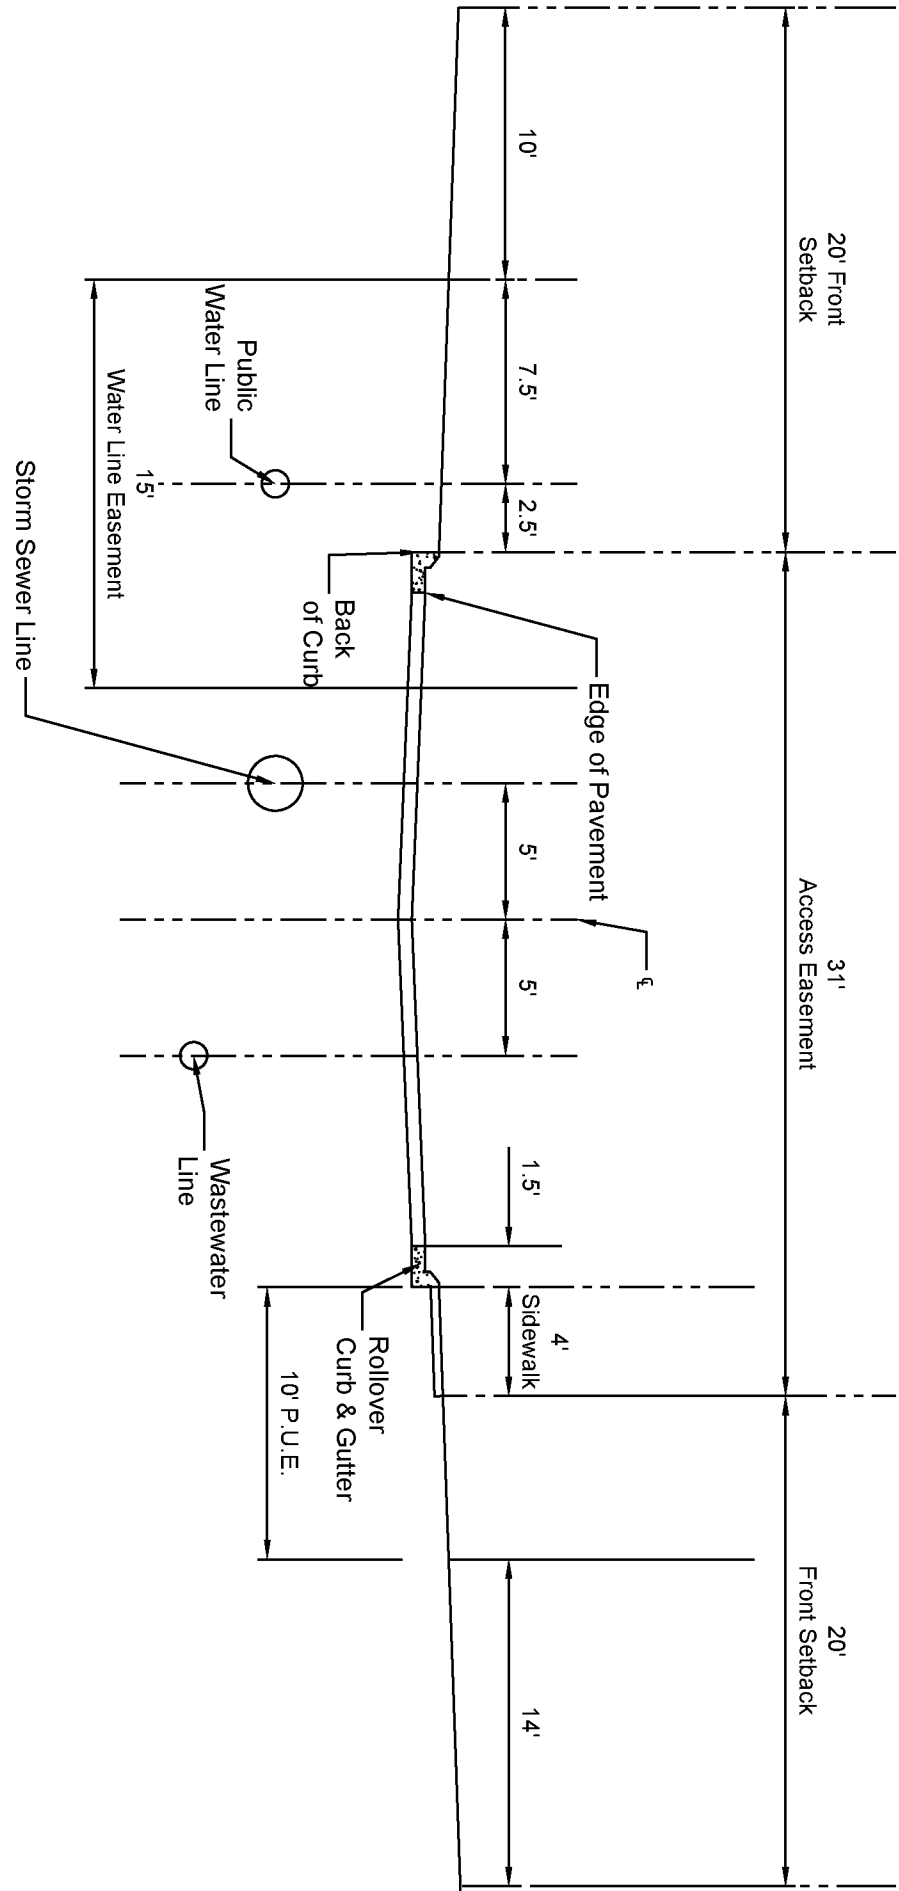 20' Front
Setback
31'
Access Easement
20'
Front Setback
10'
7.5'
2.5'
5'
5'
1.5'
4'
Sidewalk
14'
Edge of Pavement
℄
Public
Water Line
Back
of Curb
Rollover
Curb & Gutter
10' P.U.E.
Wastewater
Line
15'
Water Line Easement
Storm Sewer Line